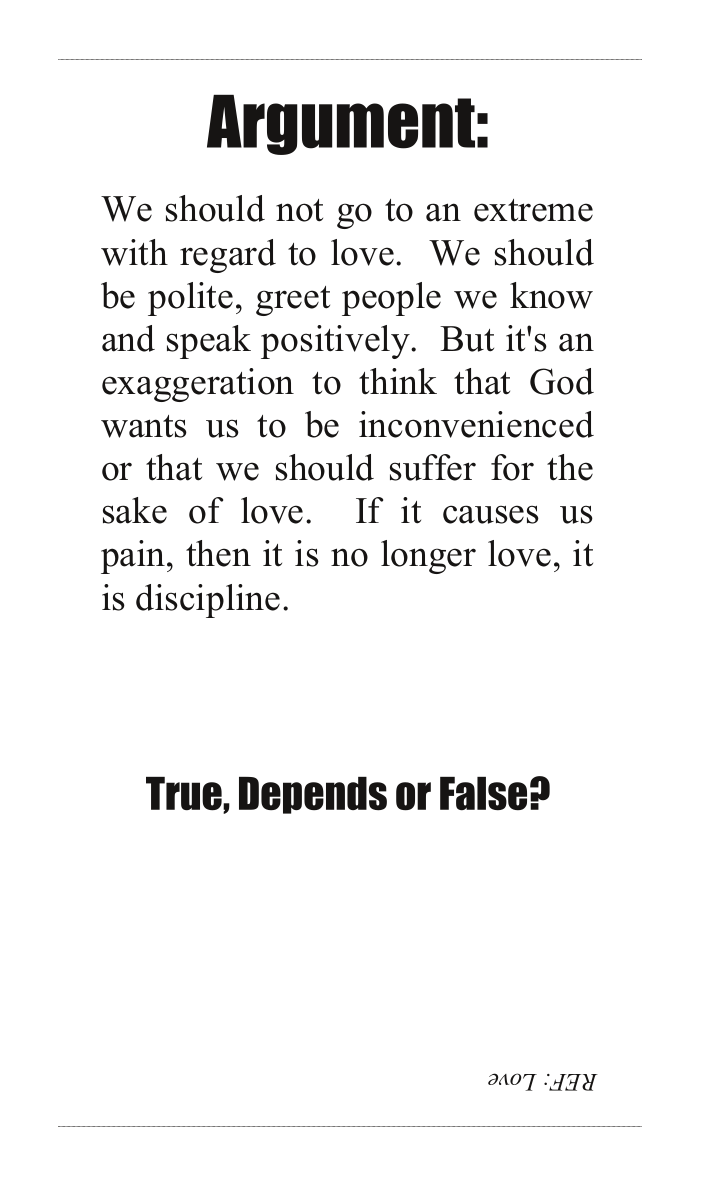 Argument:
We should not go to an extreme
with regard to love.  We should
be polite, greet people we know
and speak positively.  But it's an
exaggeration to think that God
wants us to be inconvenienced
or that we should suffer for the
sake of love.  If it causes us
pain, then it is no longer love, it
is discipline.
True, Depends or False?
REF: Love